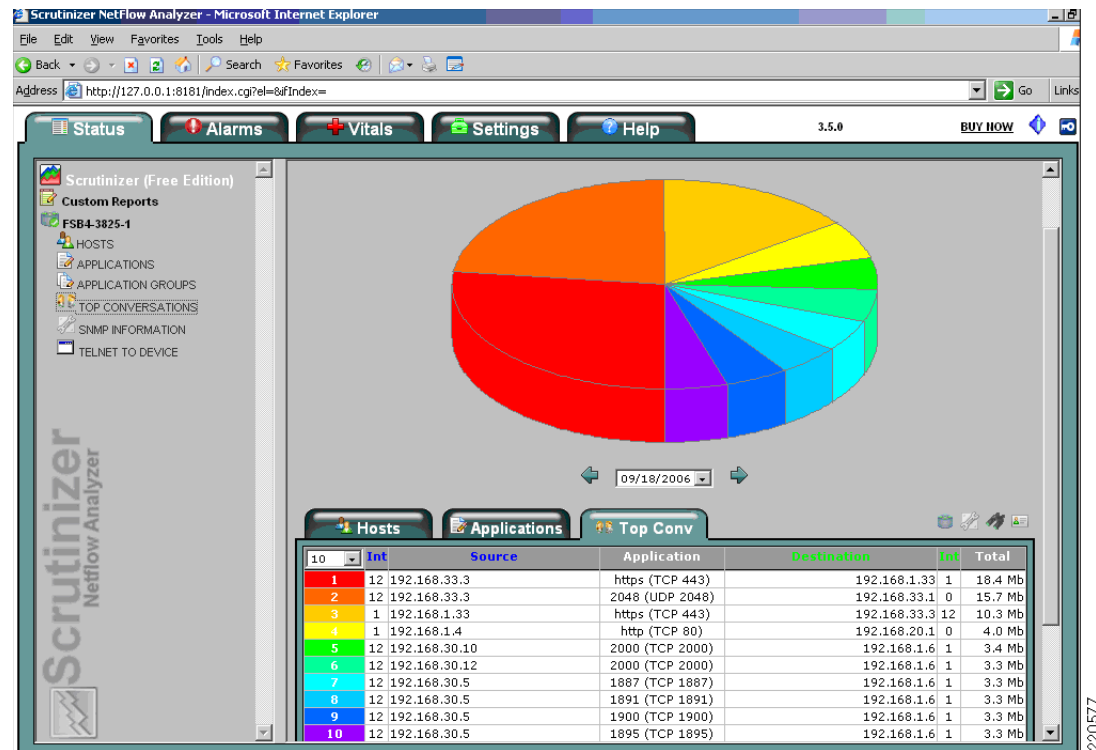 Scrutinizer NetFlow Analyzer - Microsoft Internet Explorer
File Edit View Favorites Tools Help
Back Search Favorites
Address http://127.0.0.1:8181/index.cgi?el=&ifIndex= Go Links
Status Alarms Vitals Settings Help 3.5.0 BUY NOW
Scrutinizer (Free Edition)
Custom Reports
FSB4-3825-1
HOSTS
APPLICATIONS
APPLICATION GROUPS
TOP CONVERSATIONS
SNMP INFORMATION
TELNET TO DEVICE
Scrutinizer
Netflow Analyzer
09/18/2006
Hosts Applications Top Conv
10 Int Source Application Destination Int Total
1 12 192.168.33.3 https (TCP 443) 192.168.1.33 1 18.4 Mb
2 12 192.168.33.3 2048 (UDP 2048) 192.168.33.1 0 15.7 Mb
3 1 192.168.1.33 https (TCP 443) 192.168.33.3 12 10.3 Mb
4 1 192.168.1.4 http (TCP 80) 192.168.20.1 0 4.0 Mb
5 12 192.168.30.10 2000 (TCP 2000) 192.168.1.6 1 3.4 Mb
6 12 192.168.30.12 2000 (TCP 2000) 192.168.1.6 1 3.3 Mb
7 12 192.168.30.5 1887 (TCP 1887) 192.168.1.6 1 3.3 Mb
8 12 192.168.30.5 1891 (TCP 1891) 192.168.1.6 1 3.3 Mb
9 12 192.168.30.5 1900 (TCP 1900) 192.168.1.6 1 3.3 Mb
10 12 192.168.30.5 1895 (TCP 1895) 192.168.1.6 1 3.3 Mb
220577